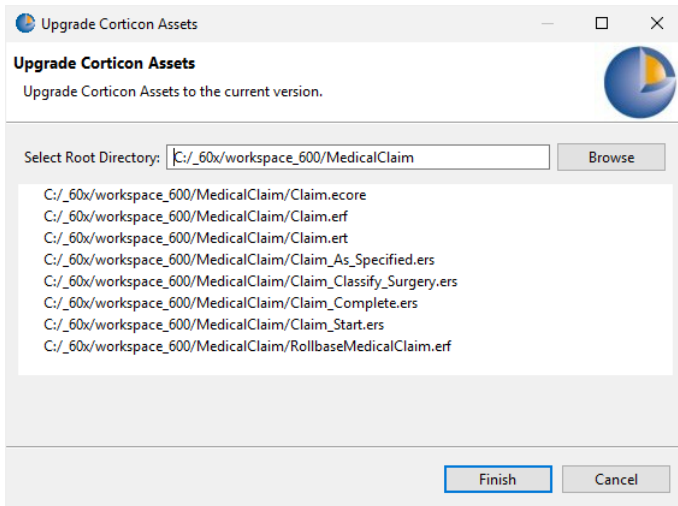 Upgrade Corticon Assets
Upgrade Corticon Assets
Upgrade Corticon Assets to the current version.
Select Root Directory: C:/_60x/workspace_600/MedicalClaim Browse
C:/_60x/workspace_600/MedicalClaim/Claim.ecore
C:/_60x/workspace_600/MedicalClaim/Claim.erf
C:/_60x/workspace_600/MedicalClaim/Claim.ert
C:/_60x/workspace_600/MedicalClaim/Claim_As_Specified.ers
C:/_60x/workspace_600/MedicalClaim/Claim_Classify_Surgery.ers
C:/_60x/workspace_600/MedicalClaim/Claim_Complete.ers
C:/_60x/workspace_600/MedicalClaim/Claim_Start.ers
C:/_60x/workspace_600/MedicalClaim/RollbaseMedicalClaim.erf
Finish Cancel